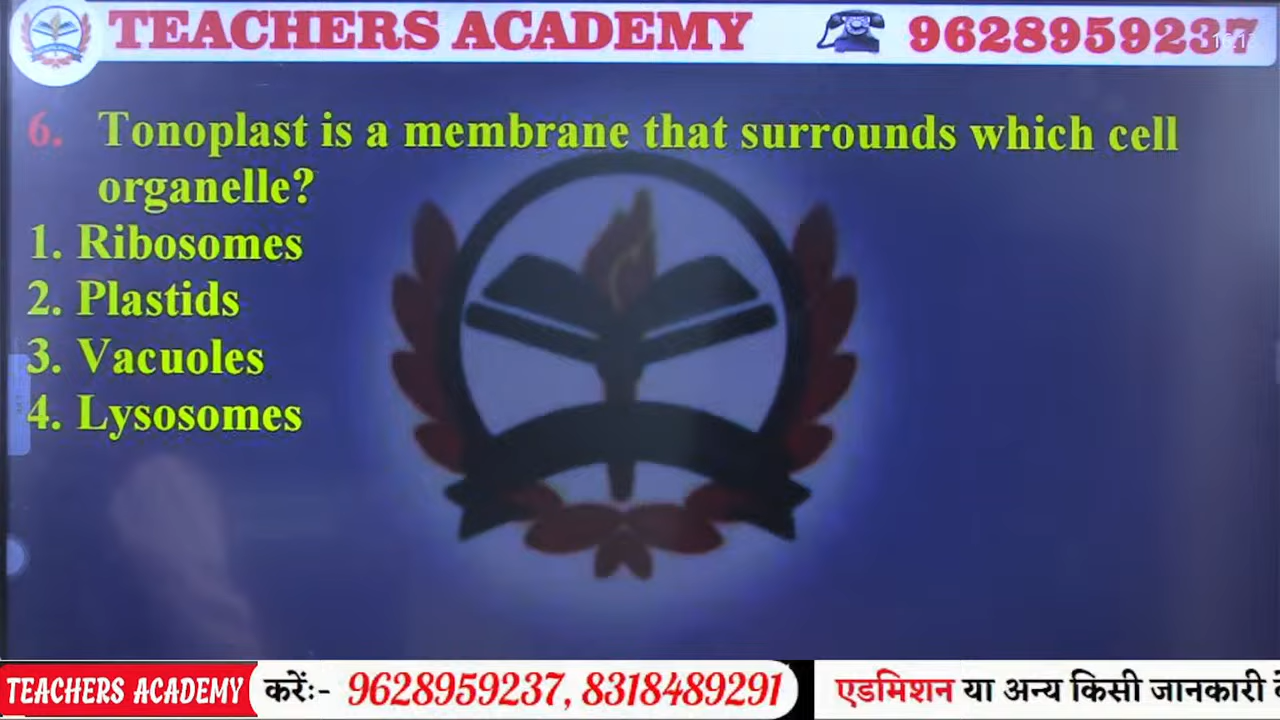 TEACHERS ACADEMY 9628959237
6. Tonoplast is a membrane that surrounds which cell
organelle?
1. Ribosomes
2. Plastids
3. Vacuoles
4. Lysosomes
TEACHERS ACADEMY करेंः- 9628959237, 8318489291 एडमिशन या अन्य किसी जानकारी